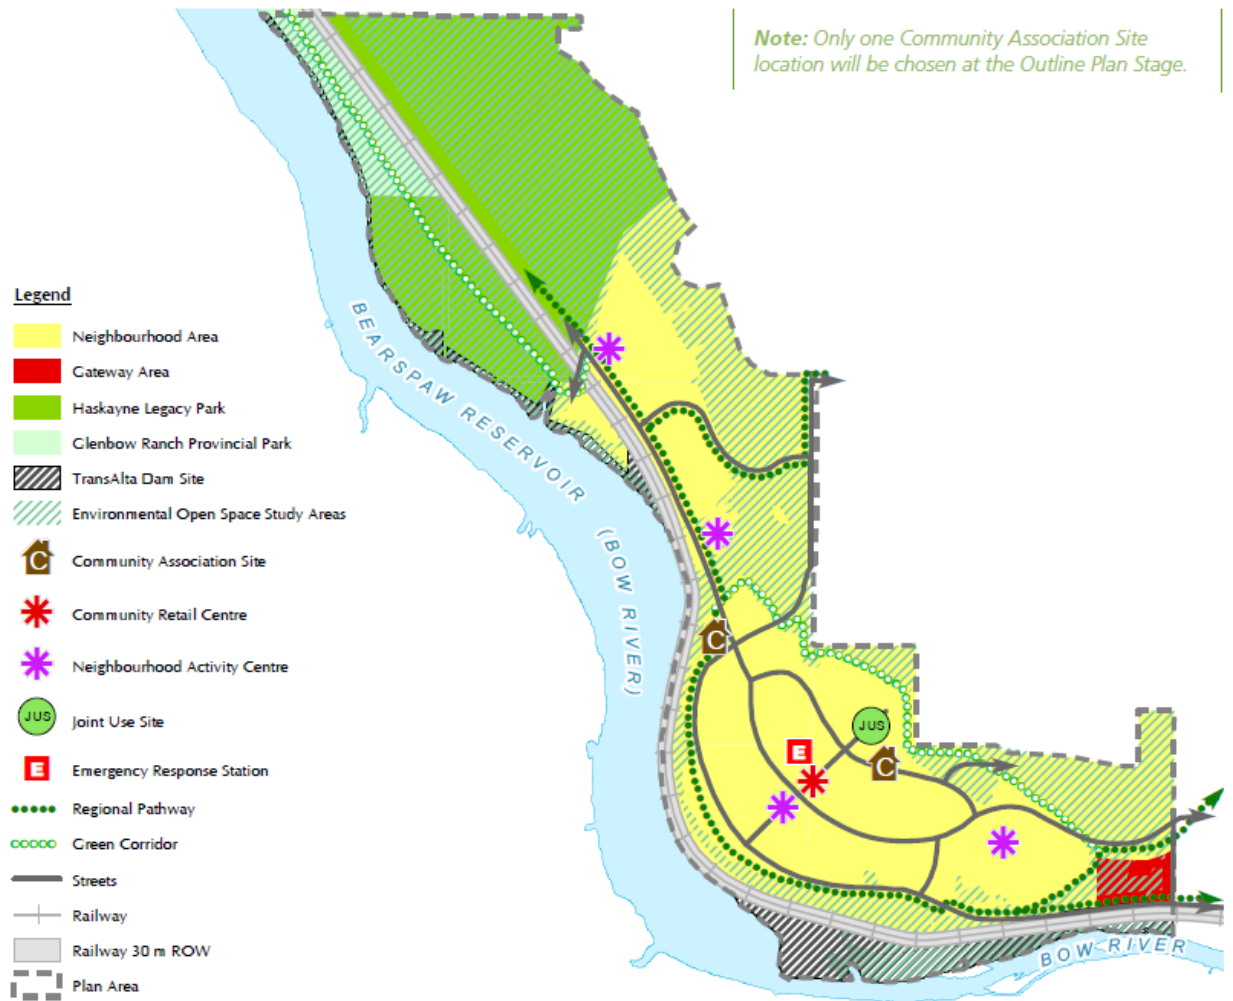 Note: Only one Community Association Site
location will be chosen at the Outline Plan Stage.
Legend
Neighbourhood Area
Gateway Area
Haskayne Legacy Park
Glenbow Ranch Provincial Park
TransAlta Dam Site
Environmental Open Space Study Areas
C
Community Association Site
Community Retail Centre
Neighbourhood Activity Centre
JUS
Joint Use Site
E
Emergency Response Station
Regional Pathway
Green Corridor
Streets
Railway
Railway 30 m ROW
Plan Area
BEARSPAW RESERVOIR
(BOW RIVER)
C
JUS
E
C
BOW RIVER